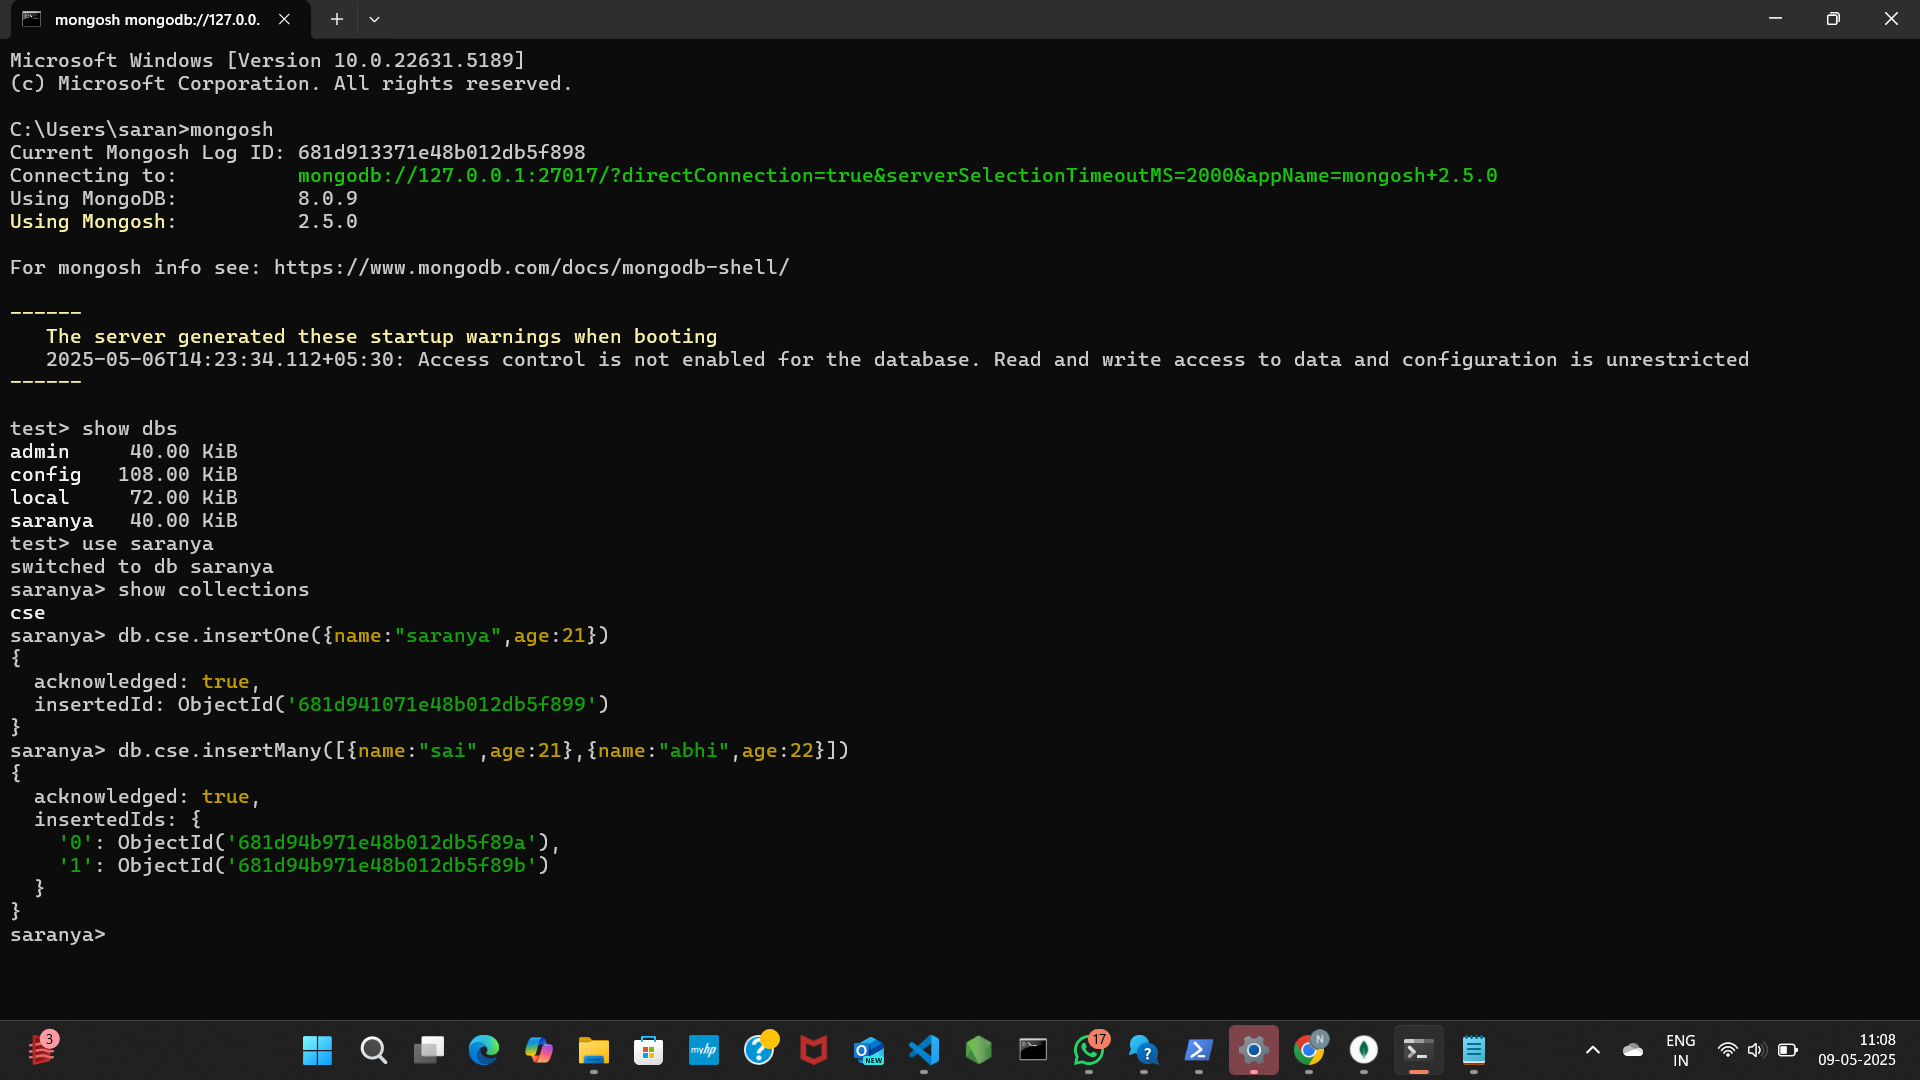 mongosh mongodb://127.0.0.
Microsoft Windows [Version 10.0.22631.5189]
(c) Microsoft Corporation. All rights reserved.
C:\Users\saran>mongosh
Current Mongosh Log ID: 681d913371e48b012db5f898
Connecting to:          mongodb://127.0.0.1:27017/?directConnection=true&serverSelectionTimeoutMS=2000&appName=mongosh+2.5.0
Using MongoDB:          8.0.9
Using Mongosh:          2.5.0
For mongosh info see: https://www.mongodb.com/docs/mongodb-shell/
------
   The server generated these startup warnings when booting
   2025-05-06T14:23:34.112+05:30: Access control is not enabled for the database. Read and write access to data and configuration is unrestricted
------
test> show dbs
admin     40.00 KiB
config   108.00 KiB
local     72.00 KiB
saranya   40.00 KiB
test> use saranya
switched to db saranya
saranya> show collections
cse
saranya> db.cse.insertOne({name:"saranya",age:21})
{
  acknowledged: true,
  insertedId: ObjectId('681d941071e48b012db5f899')
}
saranya> db.cse.insertMany([{name:"sai",age:21},{name:"abhi",age:22}])
{
  acknowledged: true,
  insertedIds: {
    '0': ObjectId('681d94b971e48b012db5f89a'),
    '1': ObjectId('681d94b971e48b012db5f89b')
  }
}
saranya>
3
myhp
NEW
17
N
ENG
IN
11:08
09-05-2025